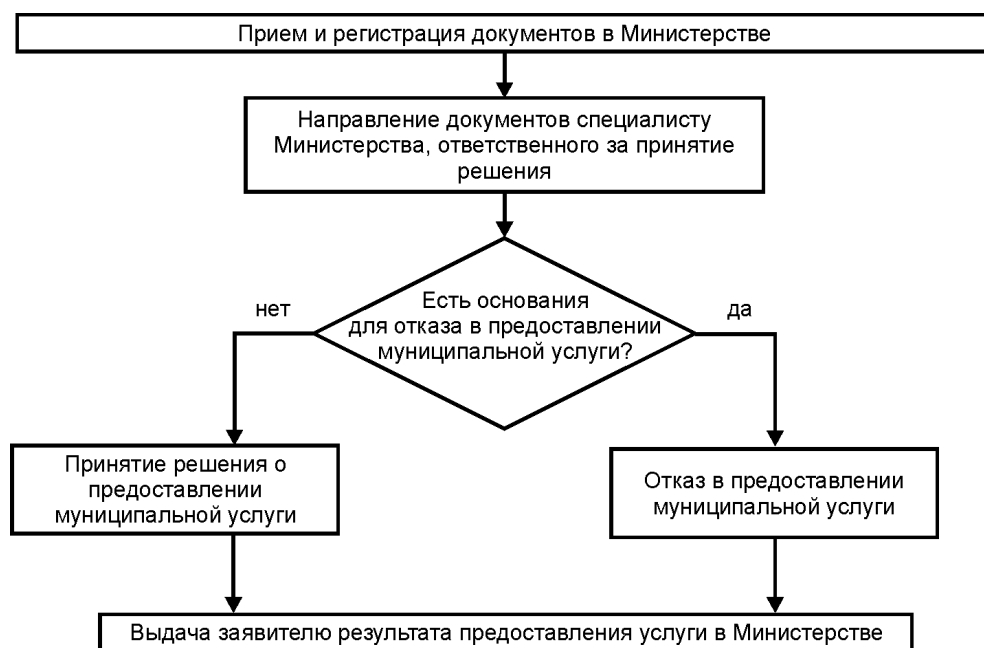 Прием и регистрация документов в Министерстве
Направление документов специалисту
Министерства, ответственного за принятие
решения
Есть основания
для отказа в предоставлении
муниципальной услуги?
нет
да
Принятие решения о
предоставлении
муниципальной услуги
Отказ в предоставлении
муниципальной услуги
Выдача заявителю результата предоставления услуги в Министерстве